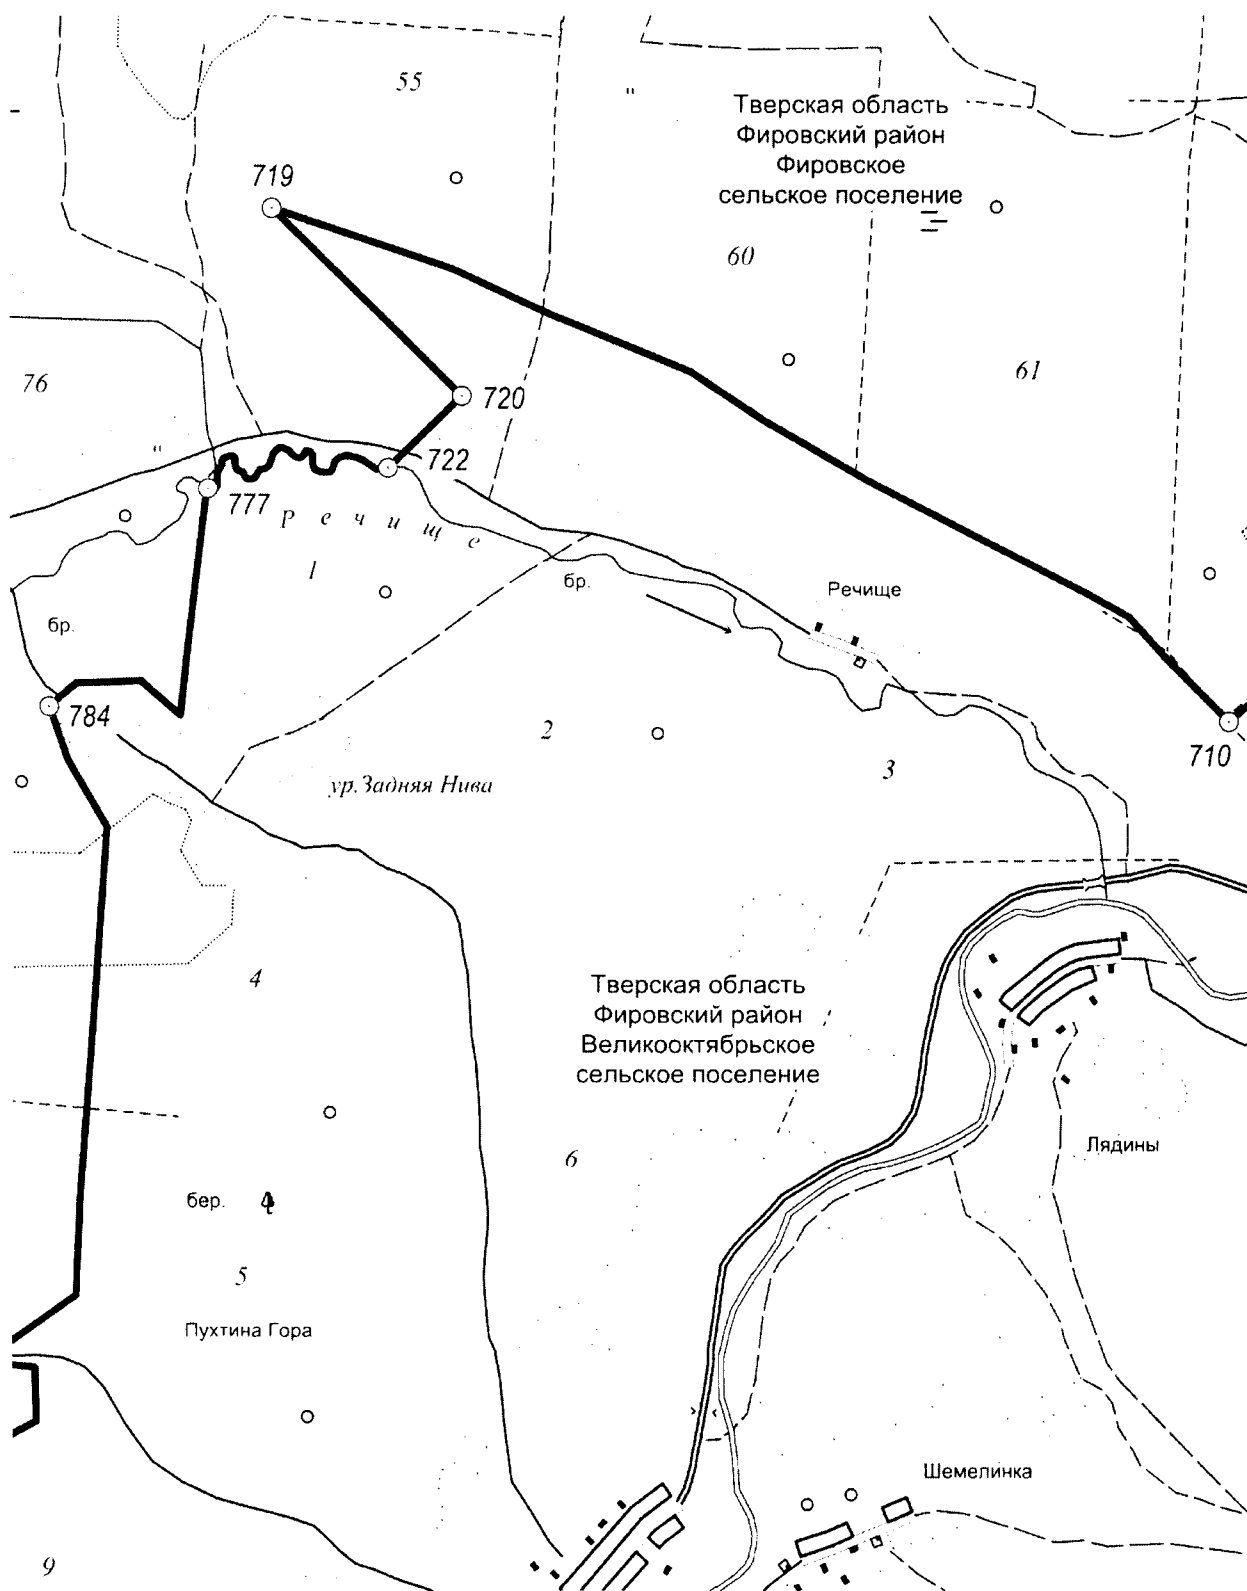 55
Тверская область
Фировский район
Фировское
сельское поселение
719
60
61
76
720
722
777
Речище
1
бр.
Речище
бр.
784
2
710
3
ур.Задняя Нива
4
Тверская область
Фировский район
Великооктябрьское
сельское поселение
6
Лядины
бер.
5
Пухтина Гора
Шемелинка
9